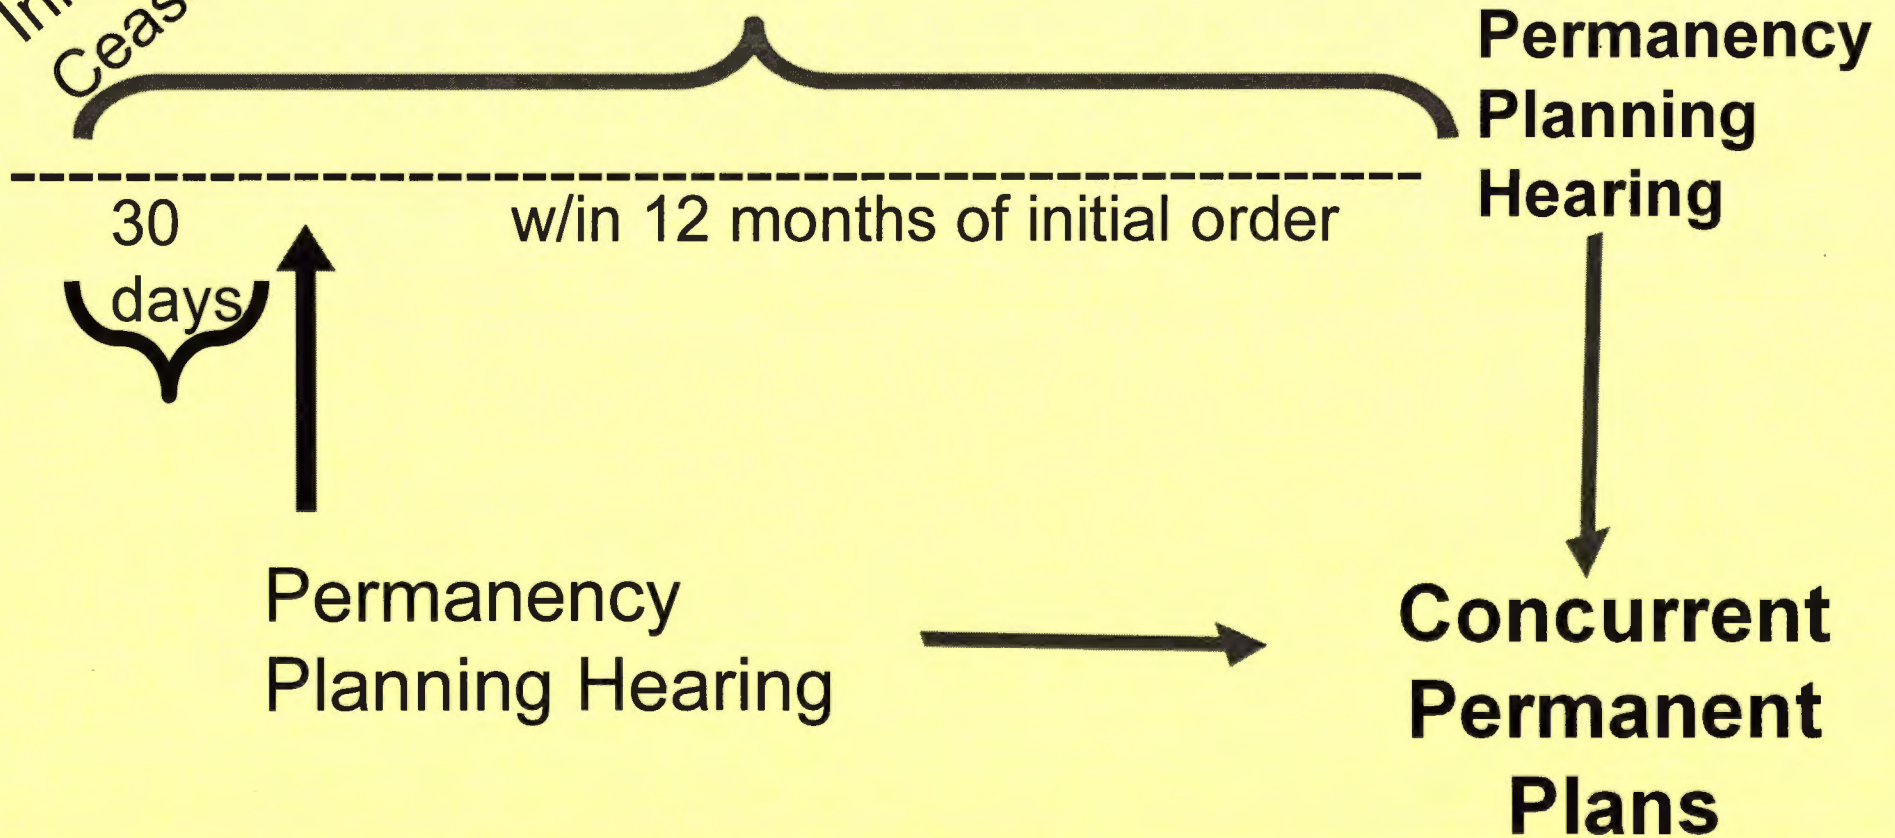 Permanency
Planning
Hearing
30
days
w/in 12 months of initial order
Permanency
Planning Hearing
Concurrent
Permanent
Plans